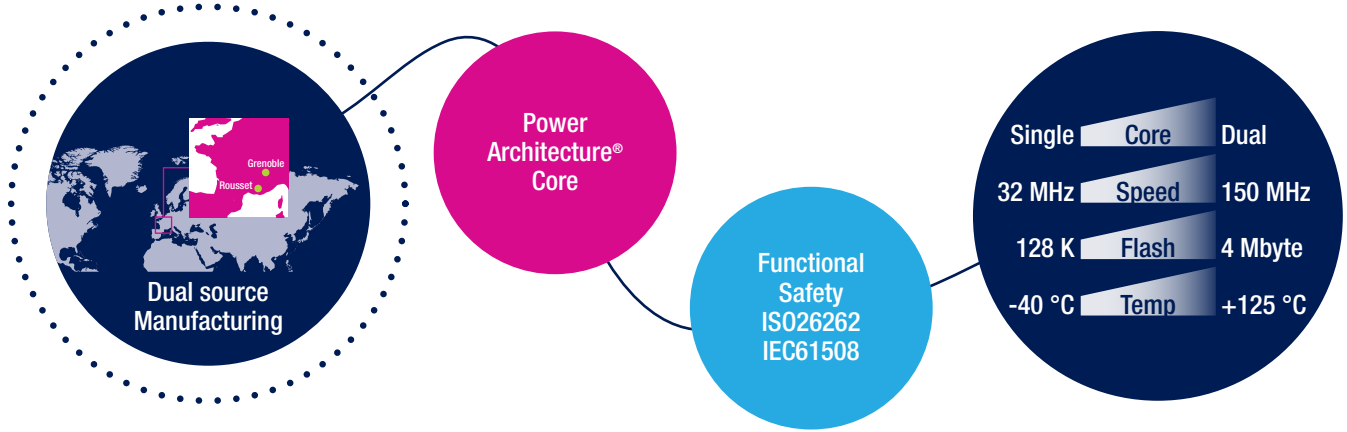 Grenoble
Rousset
Dual source
Manufacturing
Power
Architecture®
Core
Functional
Safety
ISO26262
IEC61508
Single Core Dual
32 MHz Speed 150 MHz
128 K Flash 4 Mbyte
-40 °C Temp +125 °C